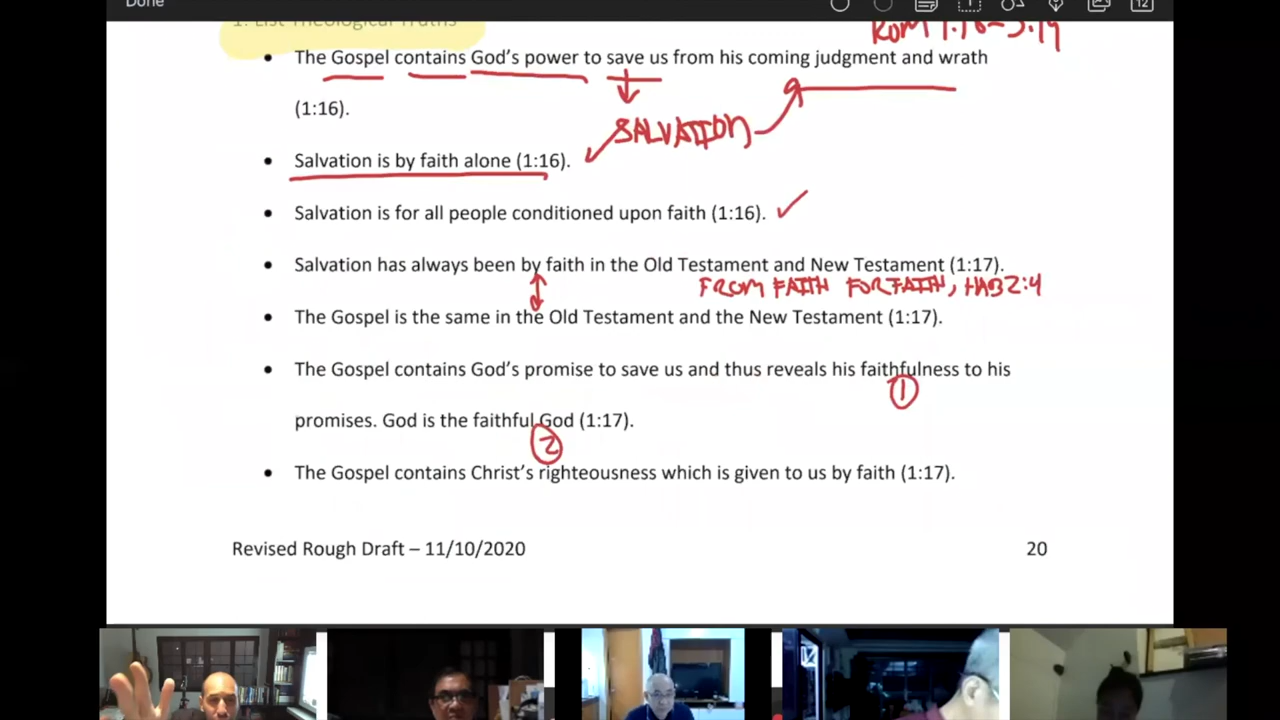 Done
12
1. List Theological Truths
ROM 1:16-3:19
• The Gospel contains God's power to save us from his coming judgment and wrath
(1:16).
SALVATION
• Salvation is by faith alone (1:16).
• Salvation is for all people conditioned upon faith (1:16).
• Salvation has always been by faith in the Old Testament and New Testament (1:17).
FROM FAITH FOR FAITH, HAB 2:4
• The Gospel is the same in the Old Testament and the New Testament (1:17).
• The Gospel contains God's promise to save us and thus reveals his faithfulness to his
1
promises. God is the faithful God (1:17).
2
• The Gospel contains Christ's righteousness which is given to us by faith (1:17).
Revised Rough Draft – 11/10/2020 20